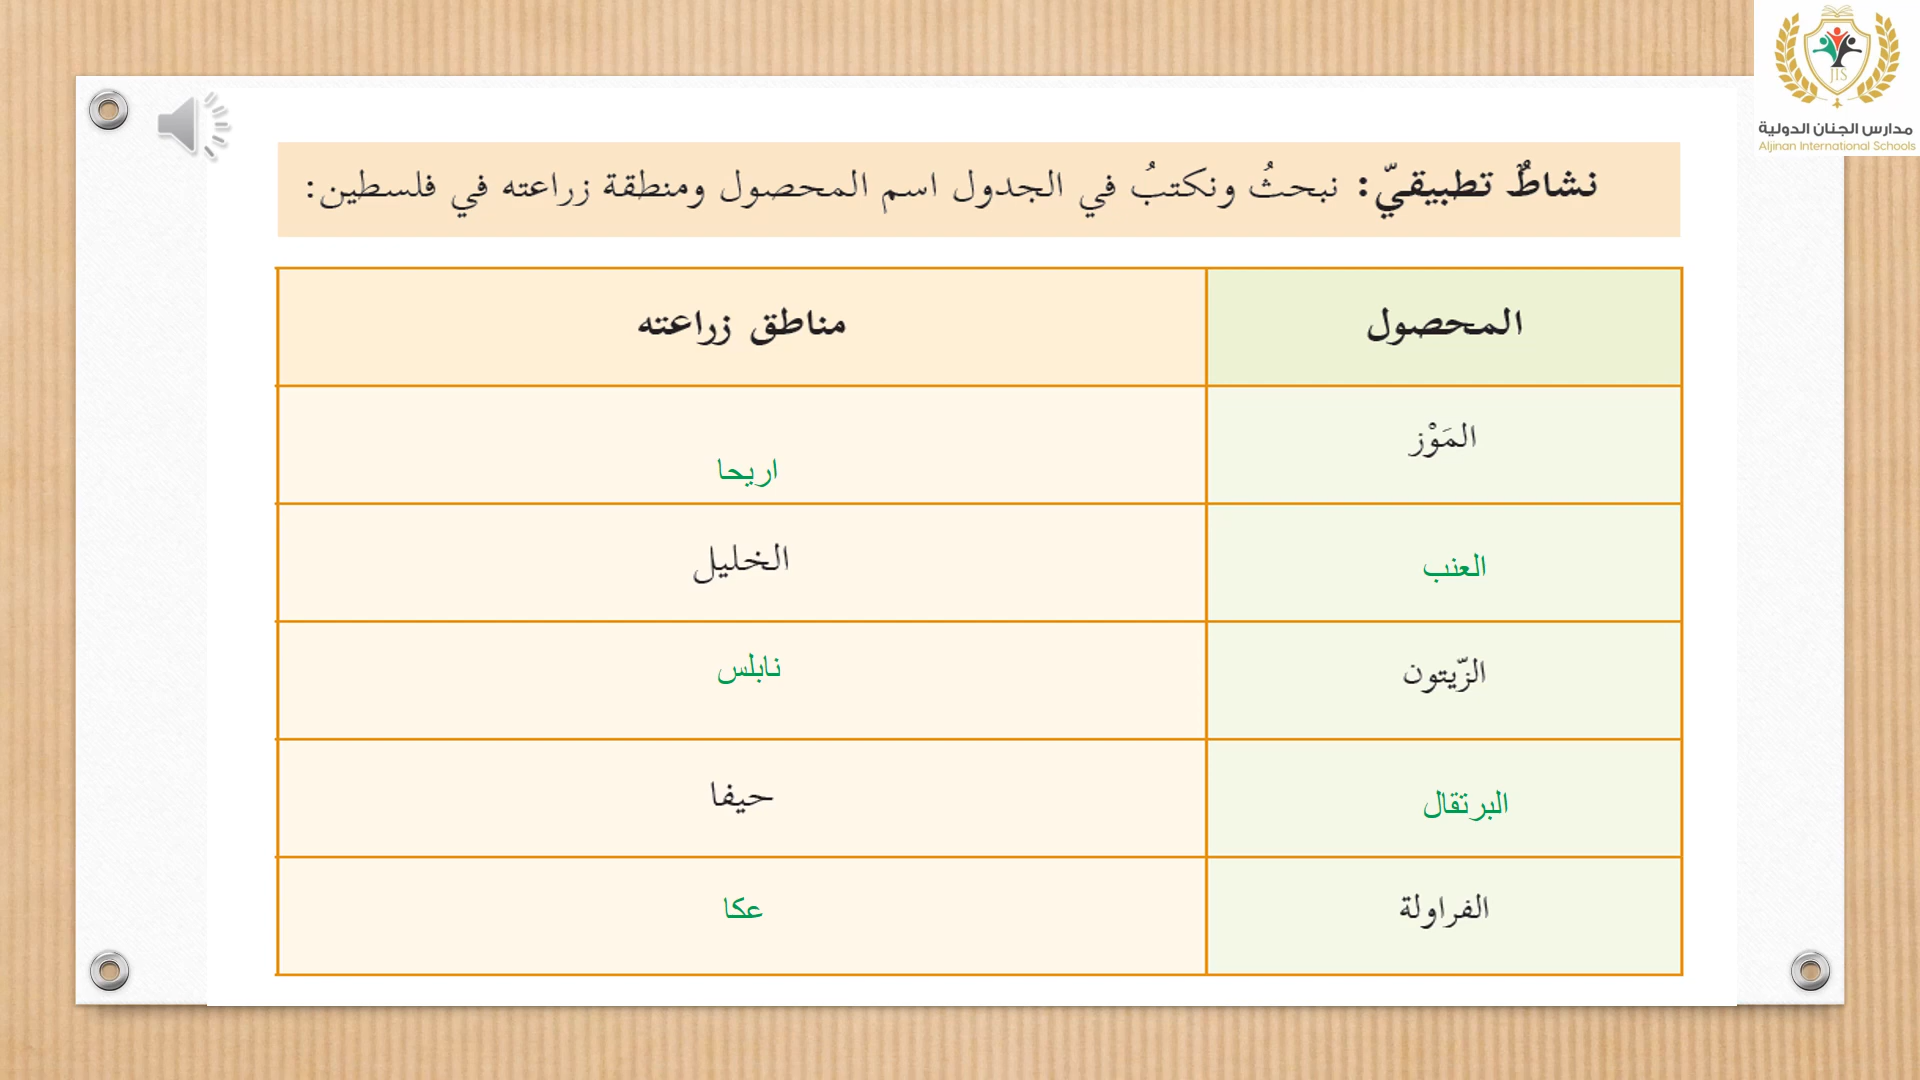 JIS
مدارس الجنان الدولية
Aljinan International Schools
نشاطٌ تطبيقيّ: نبحثُ ونكتبُ في الجدول اسم المحصول ومنطقة زراعته في فلسطين:
المحصول مناطق زراعته
المَوْز اريحا
العنب الخليل
الزّيتون نابلس
البرتقال حيفا
الفراولة عكا